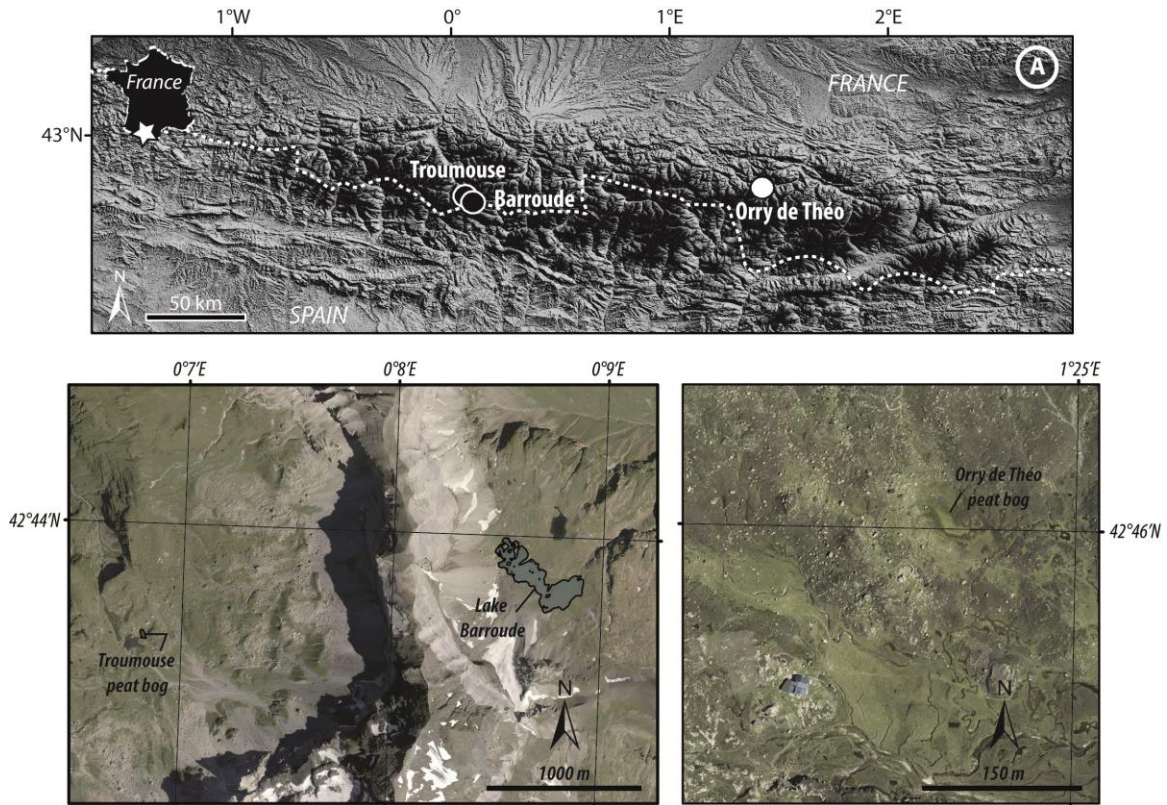 1°W 0° 1°E 2°E
France
FRANCE
A
43°N
Troumouse
Barroude
Orry de Théo
N
50 km
SPAIN
0°7'E 0°8'E 0°9'E
1°25'E
42°44'N
Orry de Théo
peat bog
42°46'N
Lake
Barroude
Troumouse
peat bog
N
1000 m
N
150 m